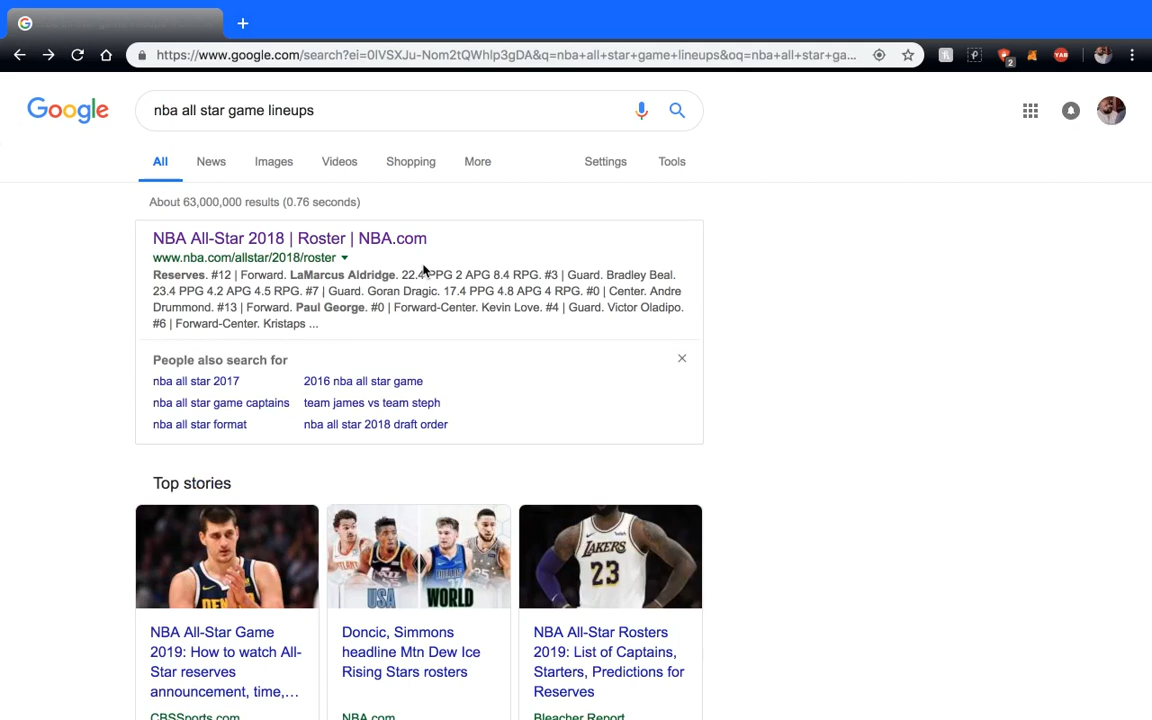 https://www.google.com/search?ei=0lVSXJu-Nom2tQWhlp3gDA&q=nba+all+star+game+lineups&oq=nba+all+star+ga...
2
YAB
Google
nba all star game lineups
All News Images Videos Shopping More Settings Tools
About 63,000,000 results (0.76 seconds)
NBA All-Star 2018 | Roster | NBA.com
www.nba.com/allstar/2018/roster
Reserves. #12 | Forward. LaMarcus Aldridge. 22.4 PPG 2 APG 8.4 RPG. #3 | Guard. Bradley Beal.
23.4 PPG 4.2 APG 4.5 RPG. #7 | Guard. Goran Dragic. 17.4 PPG 4.8 APG 4 RPG. #0 | Center. Andre
Drummond. #13 | Forward. Paul George. #0 | Forward-Center. Kevin Love. #4 | Guard. Victor Oladipo.
#6 | Forward-Center. Kristaps ...
People also search for
nba all star 2017 2016 nba all star game
nba all star game captains team james vs team steph
nba all star format nba all star 2018 draft order
Top stories
USA WORLD
LAKERS
23
NBA All-Star Game
2019: How to watch All-
Star reserves
announcement, time,...
CBSSports.com
Doncic, Simmons
headline Mtn Dew Ice
Rising Stars rosters
NBA.com
NBA All-Star Rosters
2019: List of Captains,
Starters, Predictions for
Reserves
Bleacher Report